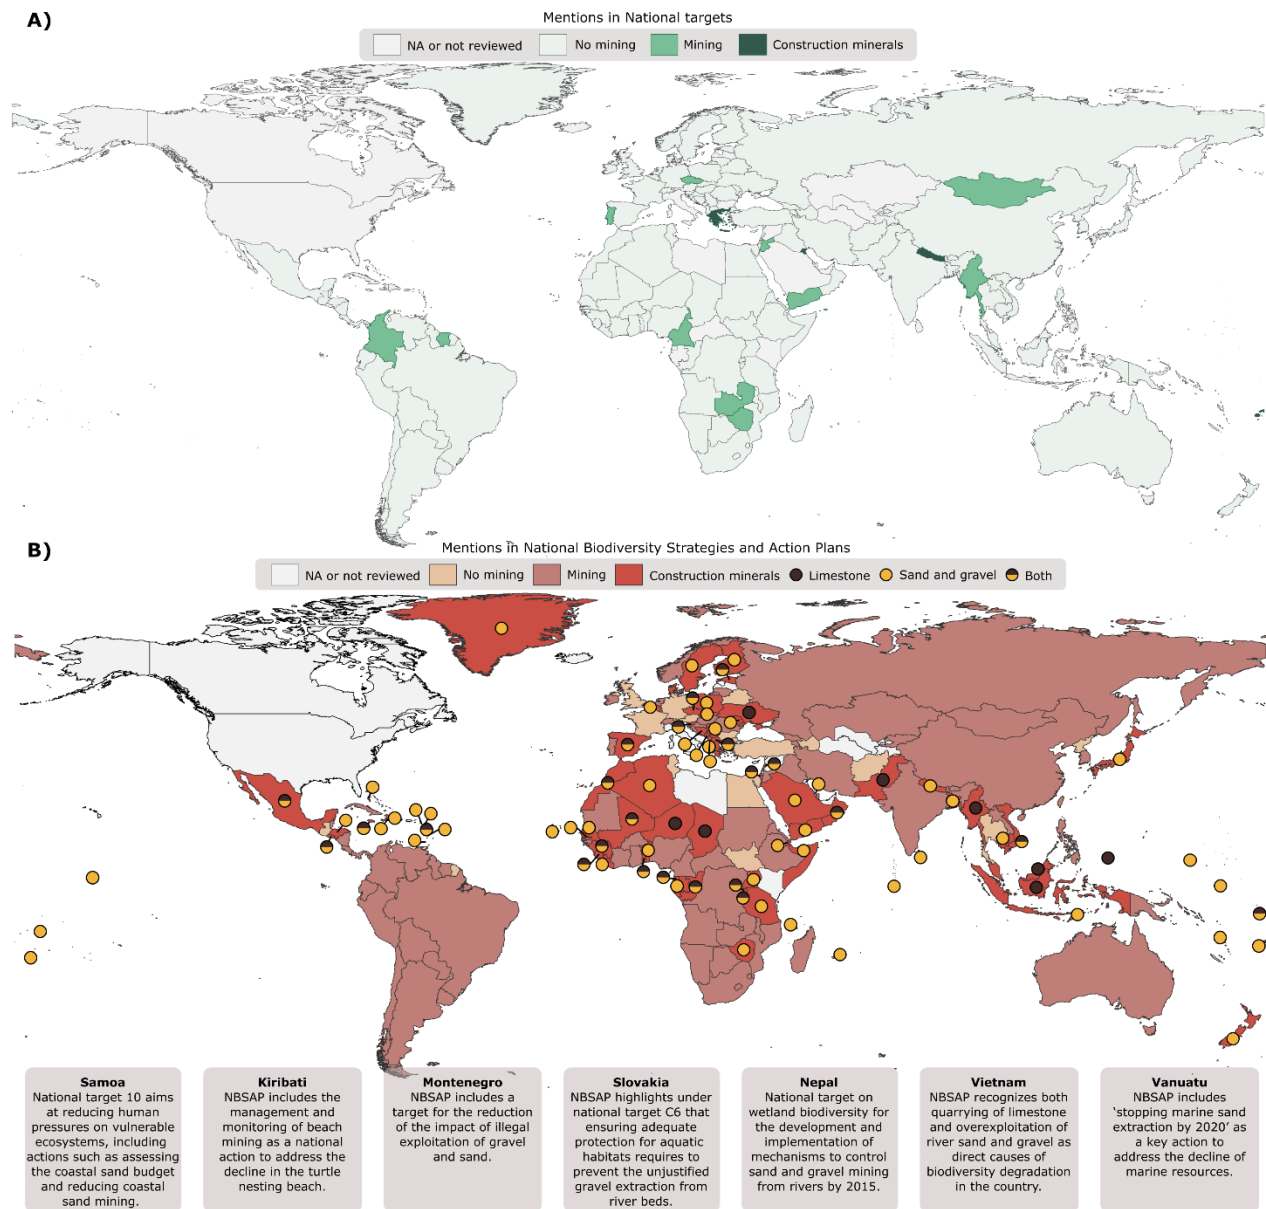 A)
Mentions in National targets
NA or not reviewed No mining Mining Construction minerals
B)
Mentions in National Biodiversity Strategies and Action Plans
NA or not reviewed No mining Mining Construction minerals Limestone Sand and gravel Both
Samoa
National target 10 aims
at reducing human
pressures on vulnerable
ecosystems, including
actions such as assessing
the coastal sand budget
and reducing coastal
sand mining.
Kiribati
NBSAP includes the
management and
monitoring of beach
mining as a national
action to address the
decline in the turtle
nesting beach.
Montenegro
NBSAP includes a
target for the reduction
of the impact of illegal
exploitation of gravel
and sand.
Slovakia
NBSAP highlights under
national target C6 that
ensuring adequate
protection for aquatic
habitats requires to
prevent the unjustified
gravel extraction from
river beds.
Nepal
National target on
wetland biodiversity for
the development and
implementation of
mechanisms to control
sand and gravel mining
from rivers by 2015.
Vietnam
NBSAP recognizes both
quarrying of limestone
and overexploitation of
river sand and gravel as
direct causes of
biodiversity degradation
in the country.
Vanuatu
NBSAP includes
‘stopping marine sand
extraction by 2020’ as
a key action to
address the decline of
marine resources.